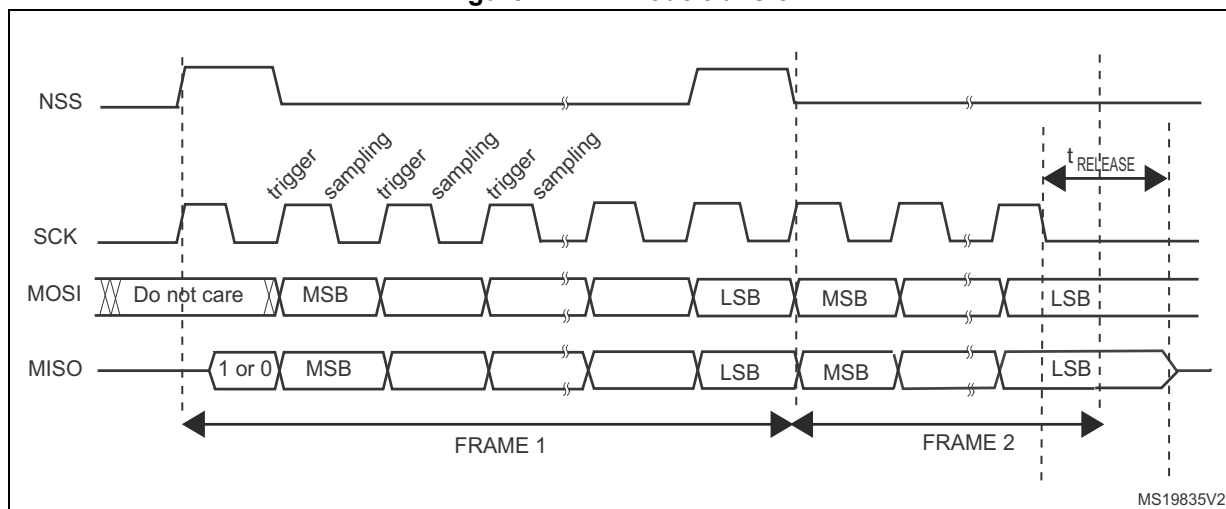 NSS
trigger sampling trigger sampling trigger sampling
t RELEASE
SCK
MOSI Do not care MSB LSB MSB LSB
MISO 1 or 0 MSB LSB MSB LSB
FRAME 1 FRAME 2
MS19835V2